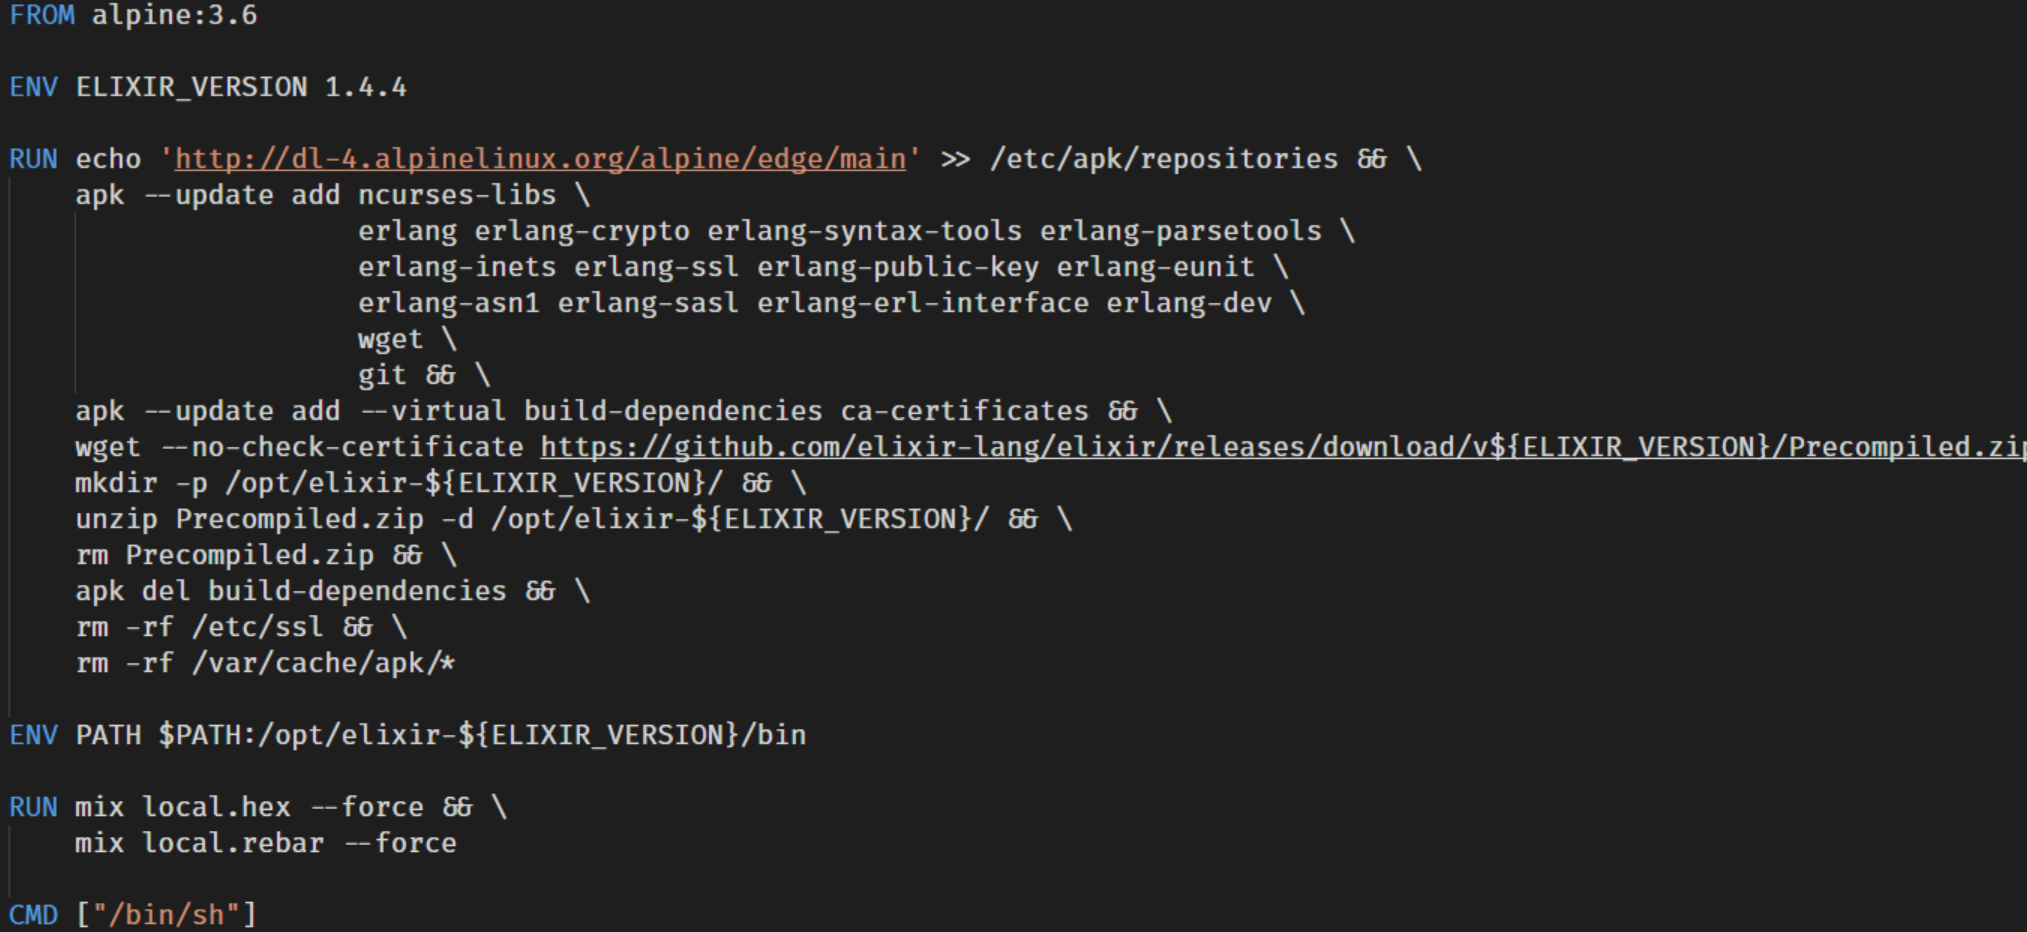 FROM alpine:3.6
ENV ELIXIR_VERSION 1.4.4
RUN echo 'http://dl-4.alpinelinux.org/alpine/edge/main' >> /etc/apk/repositories && \
apk --update add ncurses-libs \
erlang erlang-crypto erlang-syntax-tools erlang-parsetools \
erlang-inets erlang-ssl erlang-public-key erlang-eunit \
erlang-asn1 erlang-sasl erlang-erl-interface erlang-dev \
wget \
git && \
apk --update add --virtual build-dependencies ca-certificates && \
wget --no-check-certificate https://github.com/elixir-lang/elixir/releases/download/v${ELIXIR_VERSION}/Precompiled.zip
mkdir -p /opt/elixir-${ELIXIR_VERSION}/ && \
unzip Precompiled.zip -d /opt/elixir-${ELIXIR_VERSION}/ && \
rm Precompiled.zip && \
apk del build-dependencies && \
rm -rf /etc/ssl && \
rm -rf /var/cache/apk/*
ENV PATH $PATH:/opt/elixir-${ELIXIR_VERSION}/bin
RUN mix local.hex --force && \
mix local.rebar --force
CMD ["/bin/sh"]